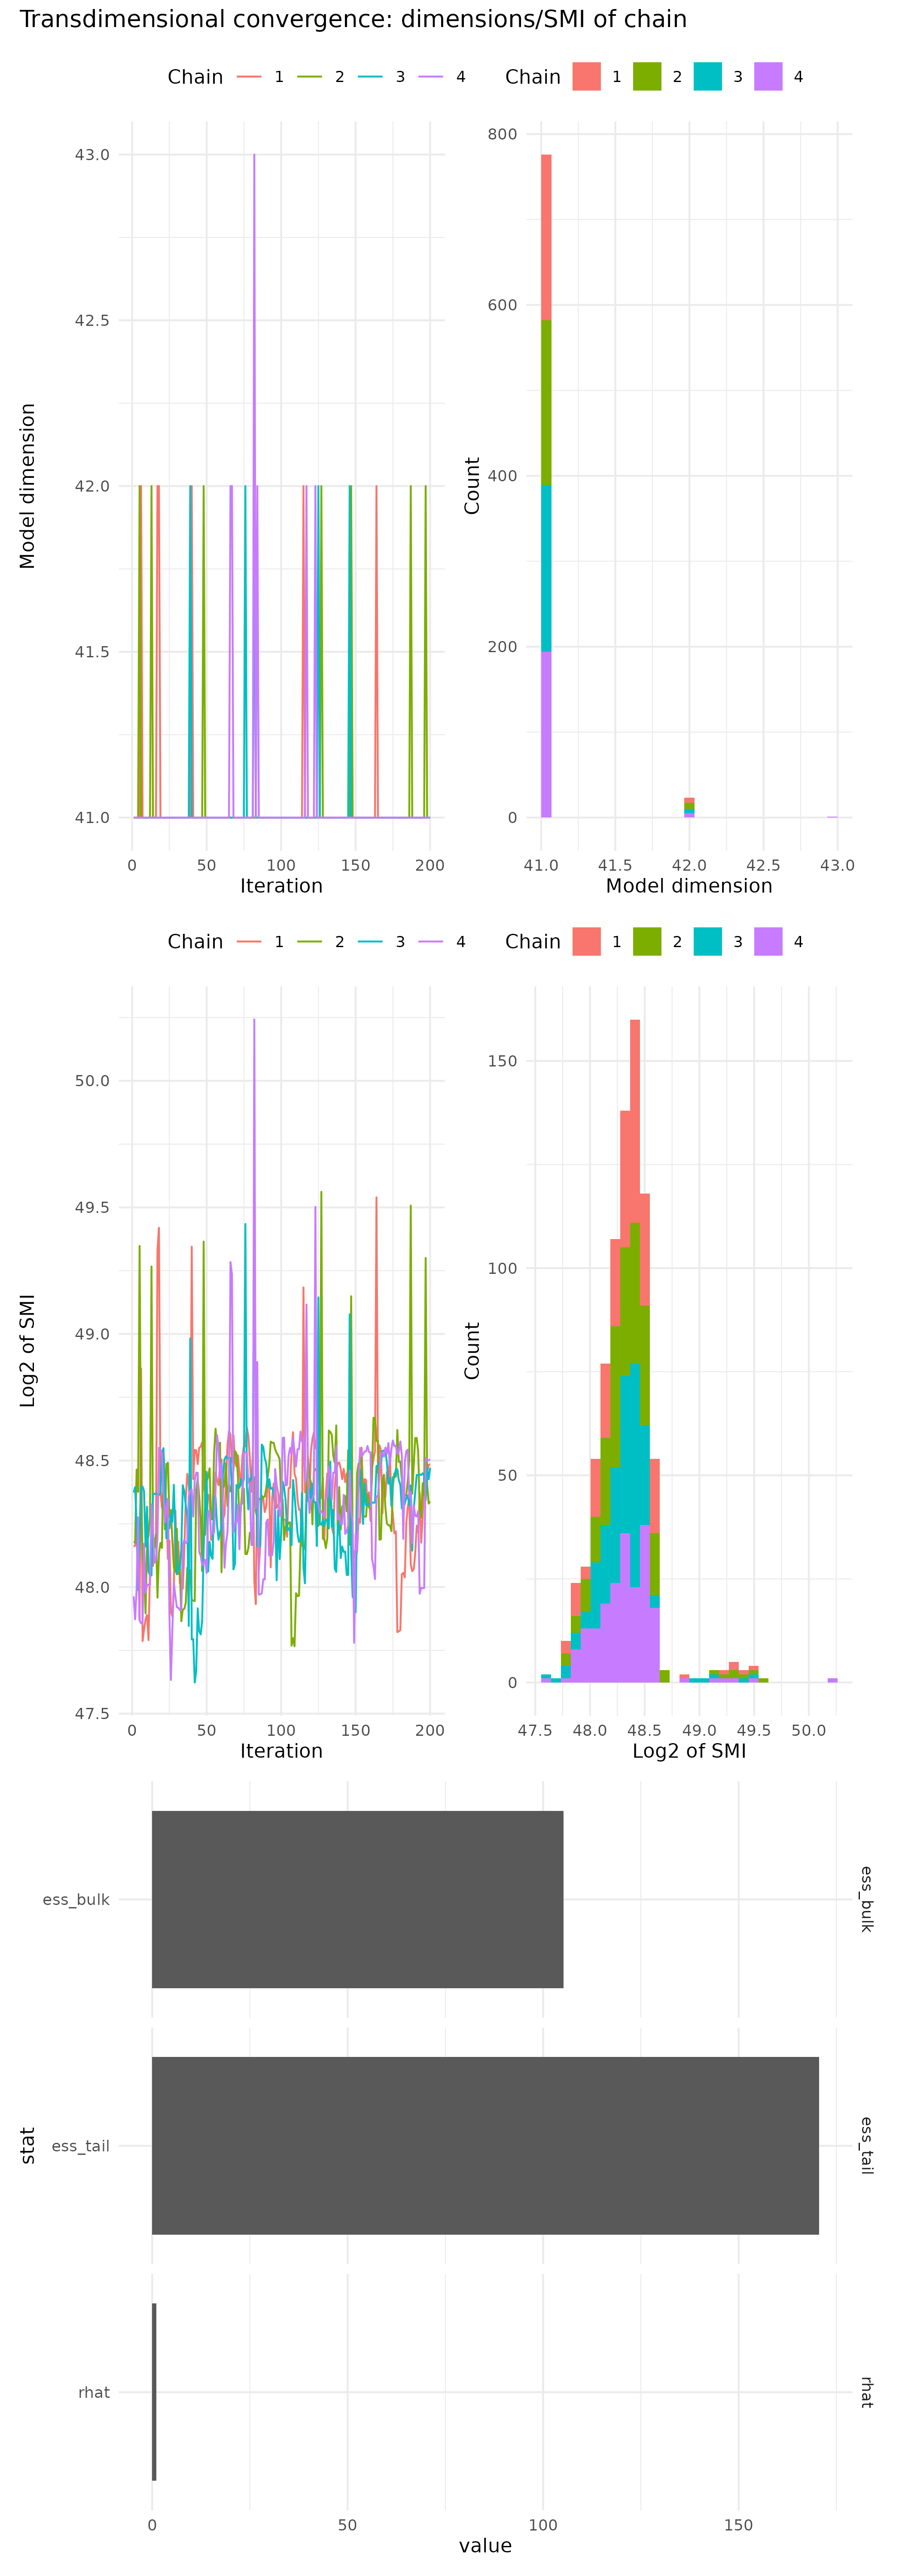 Transdimensional convergence: dimensions/SMI of chain
Chain 1 2 3 4
Chain 1 2 3 4
43.0
42.5
42.0
41.5
41.0
Model dimension
0 50 100 150 200
Iteration
800
600
400
200
0
Count
41.0 41.5 42.0 42.5 43.0
Model dimension
Chain 1 2 3 4
Chain 1 2 3 4
50.0
49.5
49.0
48.5
48.0
47.5
Log2 of SMI
0 50 100 150 200
Iteration
150
100
50
0
Count
47.5 48.0 48.5 49.0 49.5 50.0
Log2 of SMI
ess_bulk
ess_bulk
stat
ess_tail
ess_tail
rhat
rhat
0 50 100 150
value